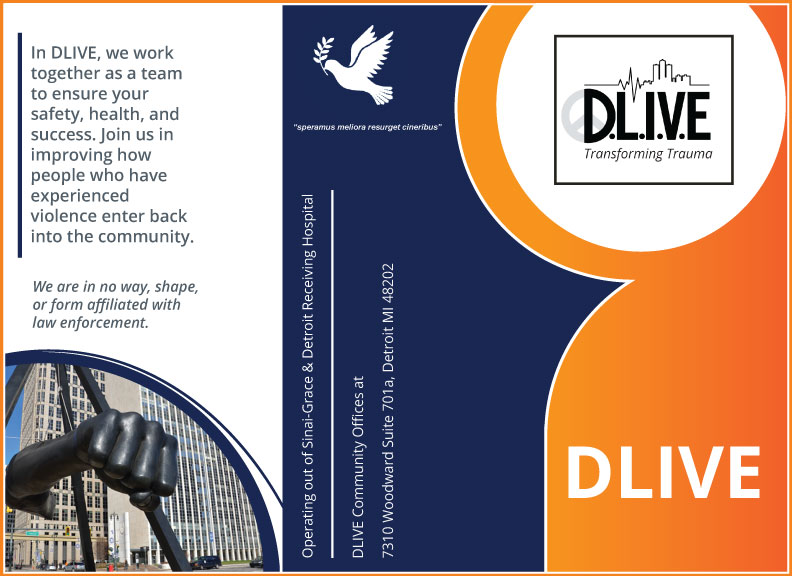 In DLIVE, we work
together as a team
to ensure your
safety, health, and
success. Join us in
improving how
people who have
experienced
violence enter back
into the community.
We are in no way, shape,
or form affiliated with
law enforcement.
"speramus meliora resurget cineribus"
Operating out of Sinai-Grace & Detroit Receiving Hospital
DLIVE Community Offices at
7310 Woodward Suite 701a, Detroit MI 48202
D.L.I.V.E
Transforming Trauma
DLIVE